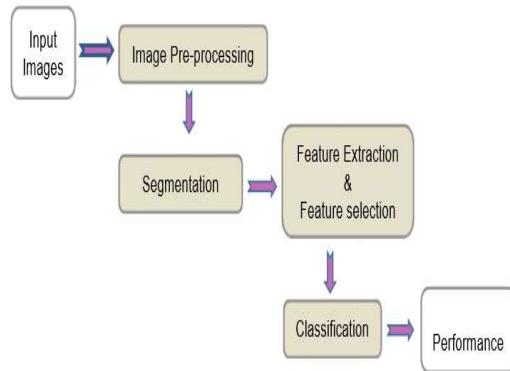 Input
Images
Image Pre-processing
Segmentation
Feature Extraction
&
Feature selection
Classification
Performance